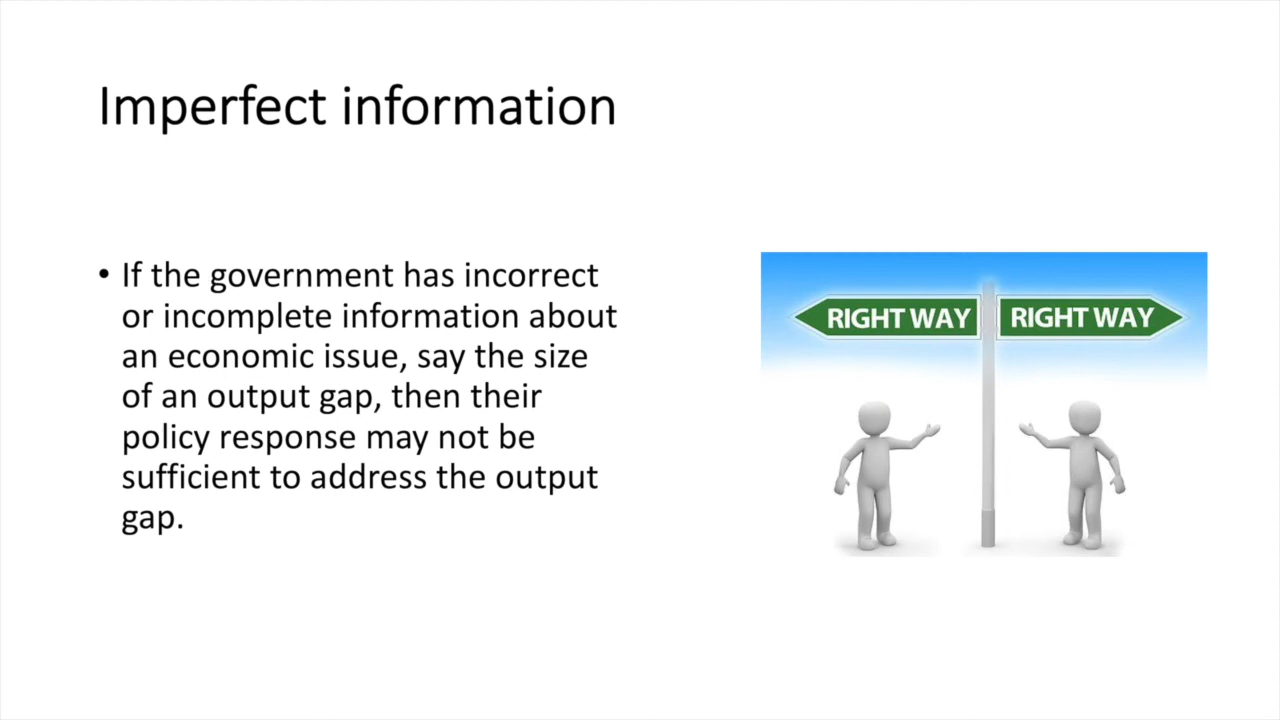 Imperfect information
• If the government has incorrect
or incomplete information about
an economic issue, say the size
of an output gap, then their
policy response may not be
sufficient to address the output
gap.
RIGHT WAY
RIGHT WAY